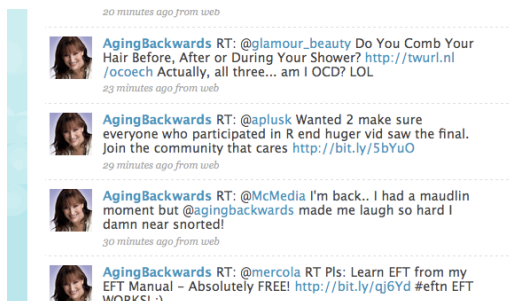 20 minutes ago from web
AgingBackwards RT: @glamour_beauty Do You Comb Your
Hair Before, After or During Your Shower? http://twurl.nl
/ocoech Actually, all three... am I OCD? LOL
23 minutes ago from web
AgingBackwards RT: @aplusk Wanted 2 make sure
everyone who participated in R end huger vid saw the final.
Join the community that cares http://bit.ly/5bYuO
29 minutes ago from web
AgingBackwards RT: @McMedia I'm back.. I had a maudlin
moment but @agingbackwards made me laugh so hard I
damn near snorted!
30 minutes ago from web
AgingBackwards RT: @mercola RT Pls: Learn EFT from my
EFT Manual - Absolutely FREE! http://bit.ly/qj6Yd #eftn EFT
WORKS! :)